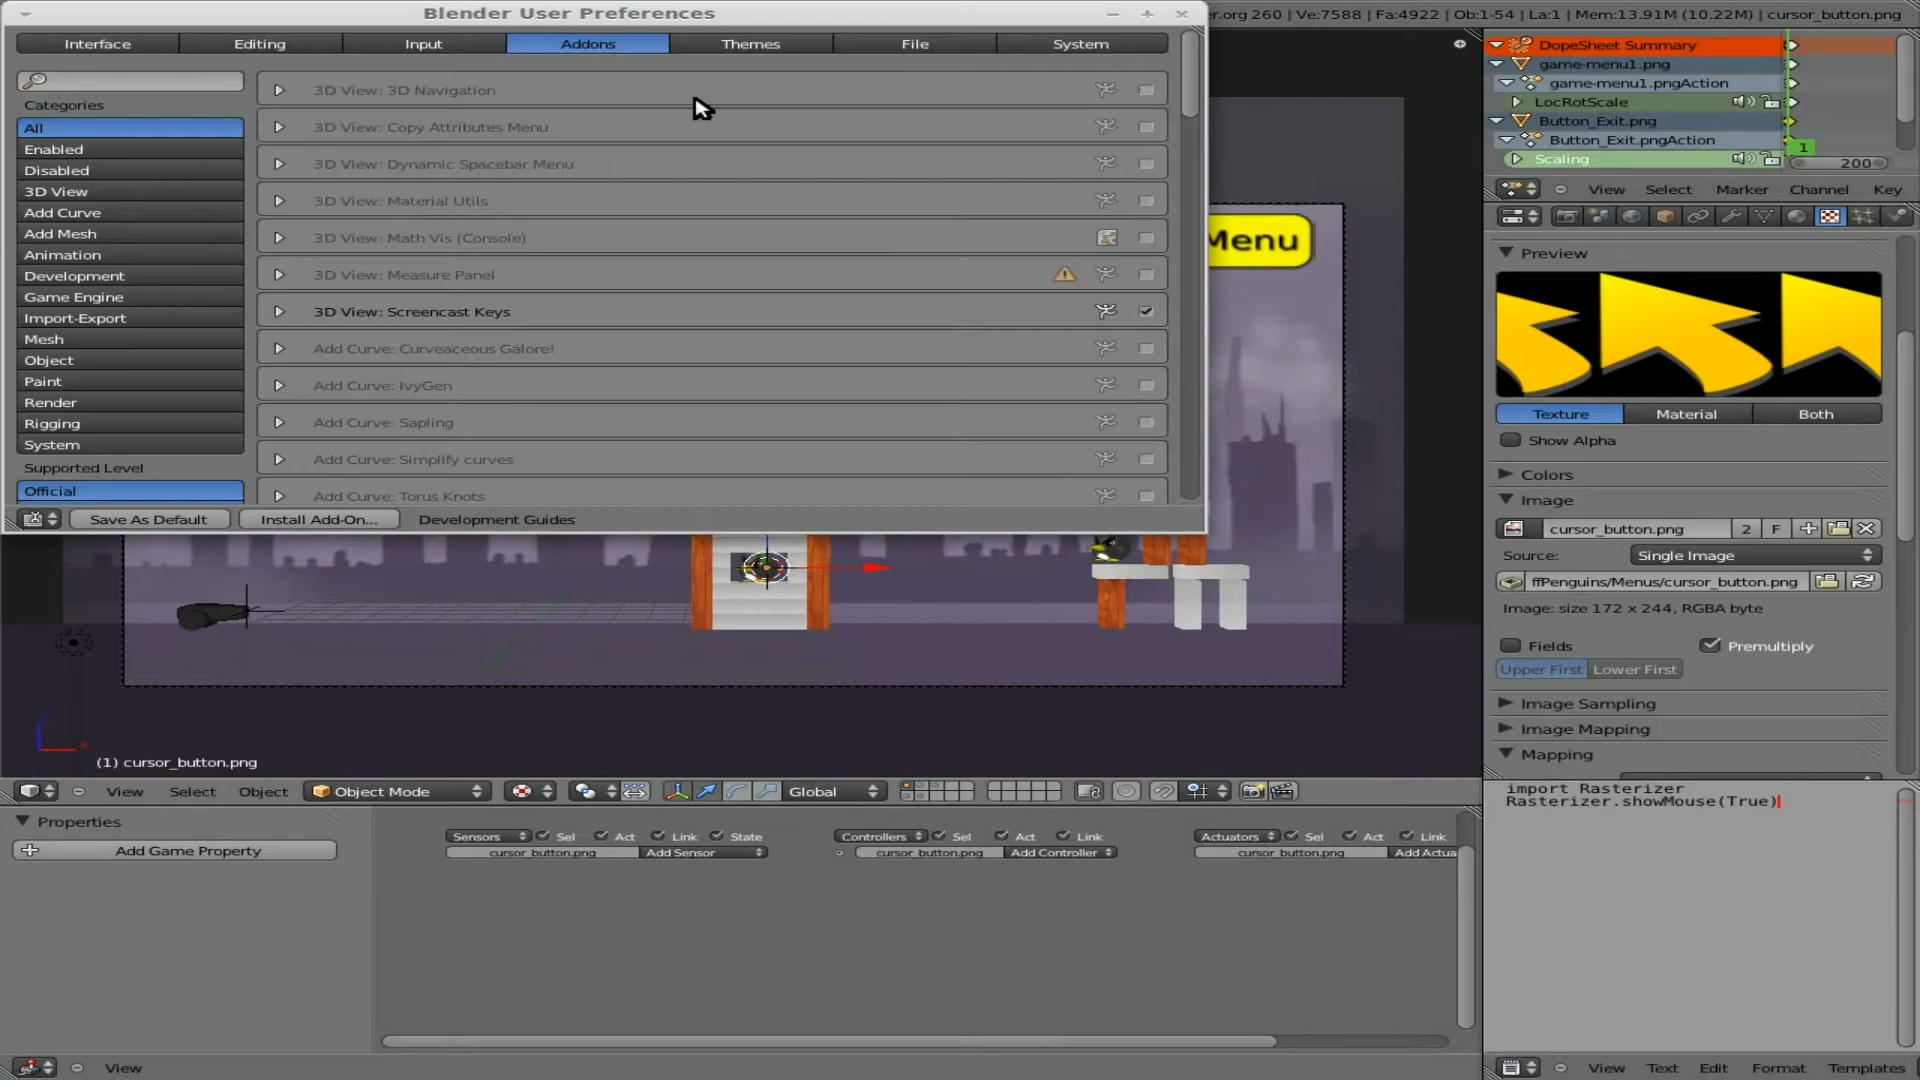 Blender User Preferences
er.org 260 | Ve:7588 | Fa:4922 | Ob:1-54 | La:1 | Mem:13.91M (10.22M) | cursor_button.png
Interface Editing Input Addons Themes File System
Categories
All
Enabled
Disabled
3D View
Add Curve
Add Mesh
Animation
Development
Game Engine
Import-Export
Mesh
Object
Paint
Render
Rigging
System
Supported Level
Official
3D View: 3D Navigation
3D View: Copy Attributes Menu
3D View: Dynamic Spacebar Menu
3D View: Material Utils
3D View: Math Vis (Console)
3D View: Measure Panel
3D View: Screencast Keys
Add Curve: Curveaceous Galore!
Add Curve: IvyGen
Add Curve: Sapling
Add Curve: Simplify curves
Add Curve: Torus Knots
Save As Default Install Add-On... Development Guides
Menu
(1) cursor_button.png
View Select Object Object Mode Global
Properties
Add Game Property
Sensors Sel Act Link State
cursor_button.png Add Sensor
Controllers Sel Act Link
cursor_button.png Add Controller
Actuators Sel Act Link
cursor_button.png Add Actua
View
DopeSheet Summary
game-menu1.png
game-menu1.pngAction
LocRotScale
Button_Exit.png
Button_Exit.pngAction
1
Scaling
200
View Select Marker Channel Key
Preview
Texture Material Both
Show Alpha
Colors
Image
cursor_button.png 2 F
Source: Single Image
ffPenguins/Menus/cursor_button.png
Image: size 172 x 244, RGBA byte
Fields Premultiply
Upper First Lower First
Image Sampling
Image Mapping
Mapping
import Rasterizer
Rasterizer.showMouse(True)
View Text Edit Format Templates